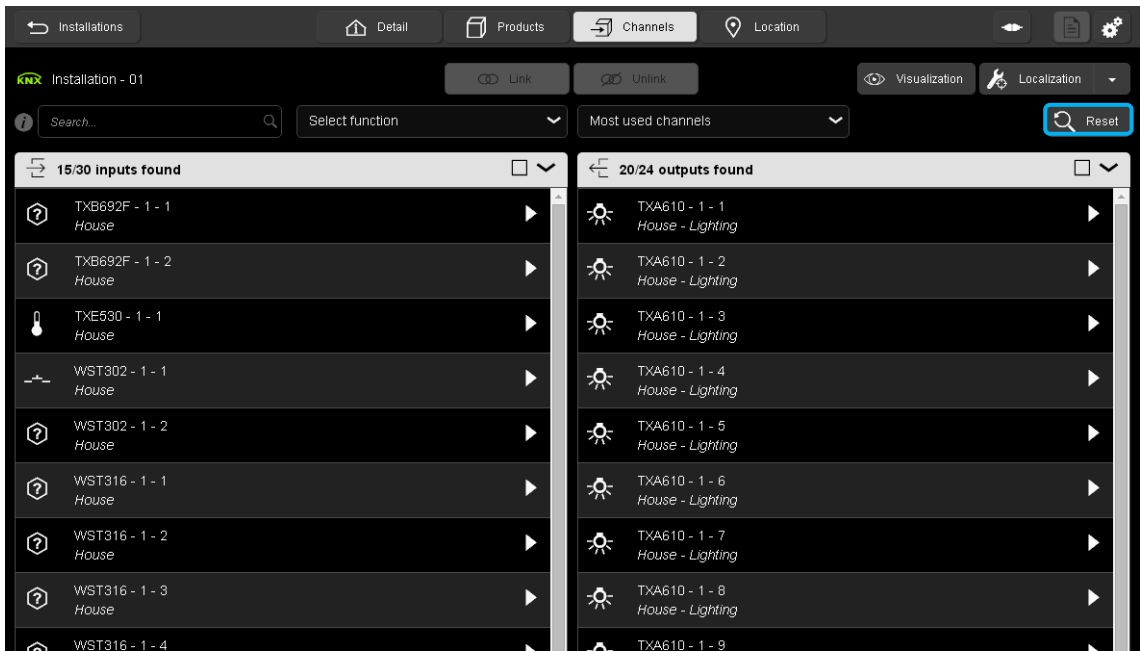 Installations
Detail
Products
Channels
Location
KNX Installation - 01
Link
Unlink
Visualization
Localization
i
Search...
Select function
Most used channels
Reset
15/30 inputs found
TXB692F - 1 - 1
House
TXB692F - 1 - 2
House
TXE530 - 1 - 1
House
WST302 - 1 - 1
House
WST302 - 1 - 2
House
WST316 - 1 - 1
House
WST316 - 1 - 2
House
WST316 - 1 - 3
House
WST316 - 1 - 4
20/24 outputs found
TXA610 - 1 - 1
House - Lighting
TXA610 - 1 - 2
House - Lighting
TXA610 - 1 - 3
House - Lighting
TXA610 - 1 - 4
House - Lighting
TXA610 - 1 - 5
House - Lighting
TXA610 - 1 - 6
House - Lighting
TXA610 - 1 - 7
House - Lighting
TXA610 - 1 - 8
House - Lighting
TXA610 - 1 - 9